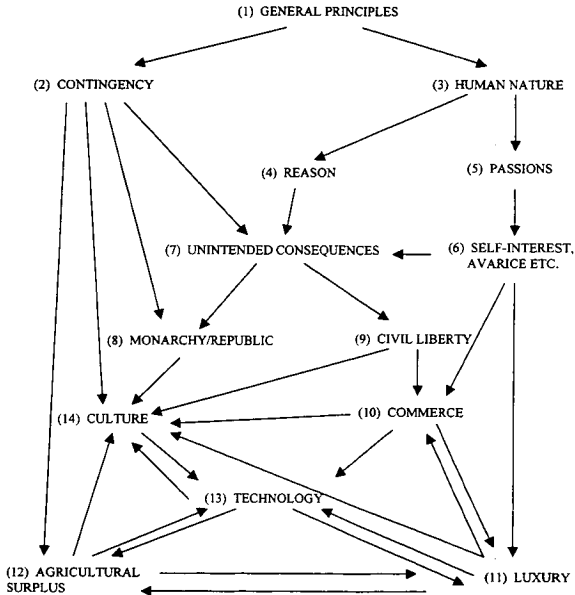 (1) GENERAL PRINCIPLES
(2) CONTINGENCY
(3) HUMAN NATURE
(4) REASON
(5) PASSIONS
(7) UNINTENDED CONSEQUENCES
(6) SELF-INTEREST,
AVARICE ETC.
(8) MONARCHY/REPUBLIC
(9) CIVIL LIBERTY
(14) CULTURE
(10) COMMERCE
(13) TECHNOLOGY
(12) AGRICULTURAL
SURPLUS
(11) LUXURY